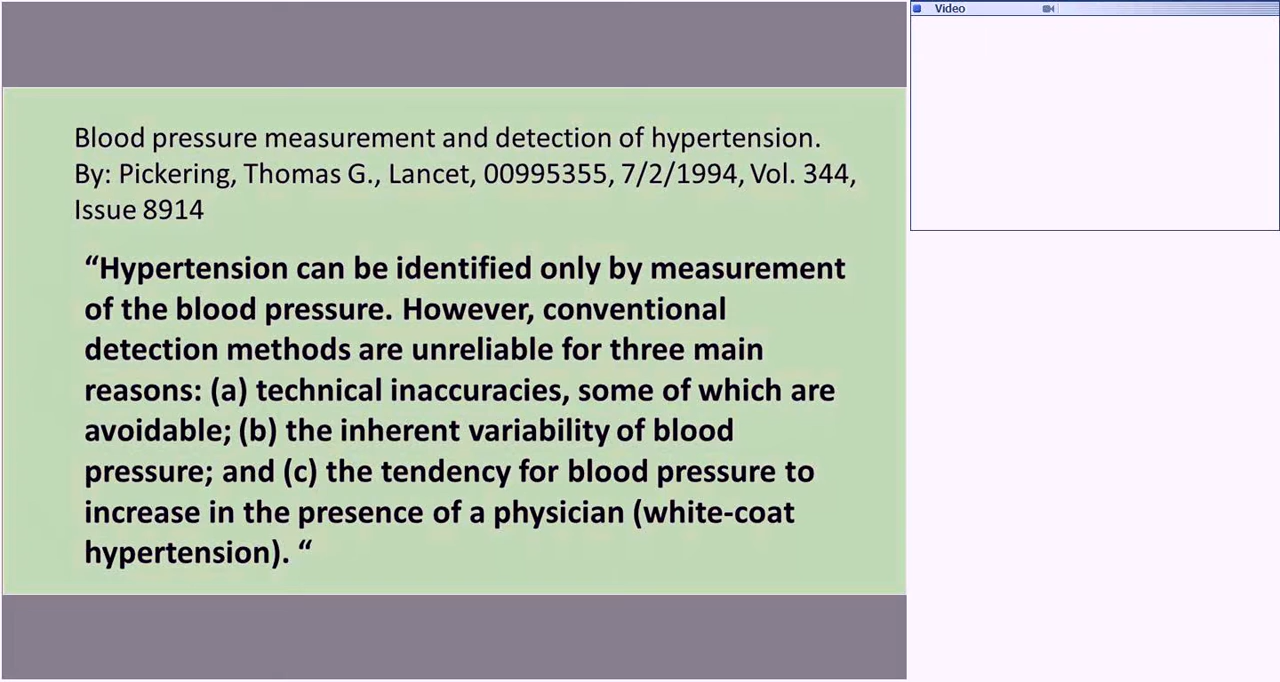 Video
Blood pressure measurement and detection of hypertension.
By: Pickering, Thomas G., Lancet, 00995355, 7/2/1994, Vol. 344,
Issue 8914
“Hypertension can be identified only by measurement
of the blood pressure. However, conventional
detection methods are unreliable for three main
reasons: (a) technical inaccuracies, some of which are
avoidable; (b) the inherent variability of blood
pressure; and (c) the tendency for blood pressure to
increase in the presence of a physician (white-coat
hypertension). “